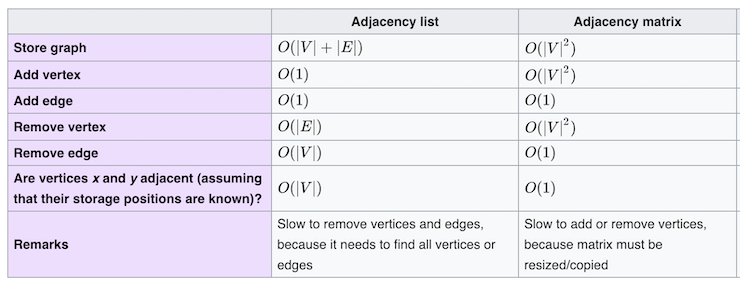 Adjacency list Adjacency matrix
Store graph O(|V| + |E|) O(|V|²)
Add vertex O(1) O(|V|²)
Add edge O(1) O(1)
Remove vertex O(|E|) O(|V|²)
Remove edge O(|V|) O(1)
Are vertices x and y adjacent (assuming
that their storage positions are known)?
O(|V|) O(1)
Remarks
Slow to remove vertices and edges,
because it needs to find all vertices or
edges
Slow to add or remove vertices,
because matrix must be
resized/copied